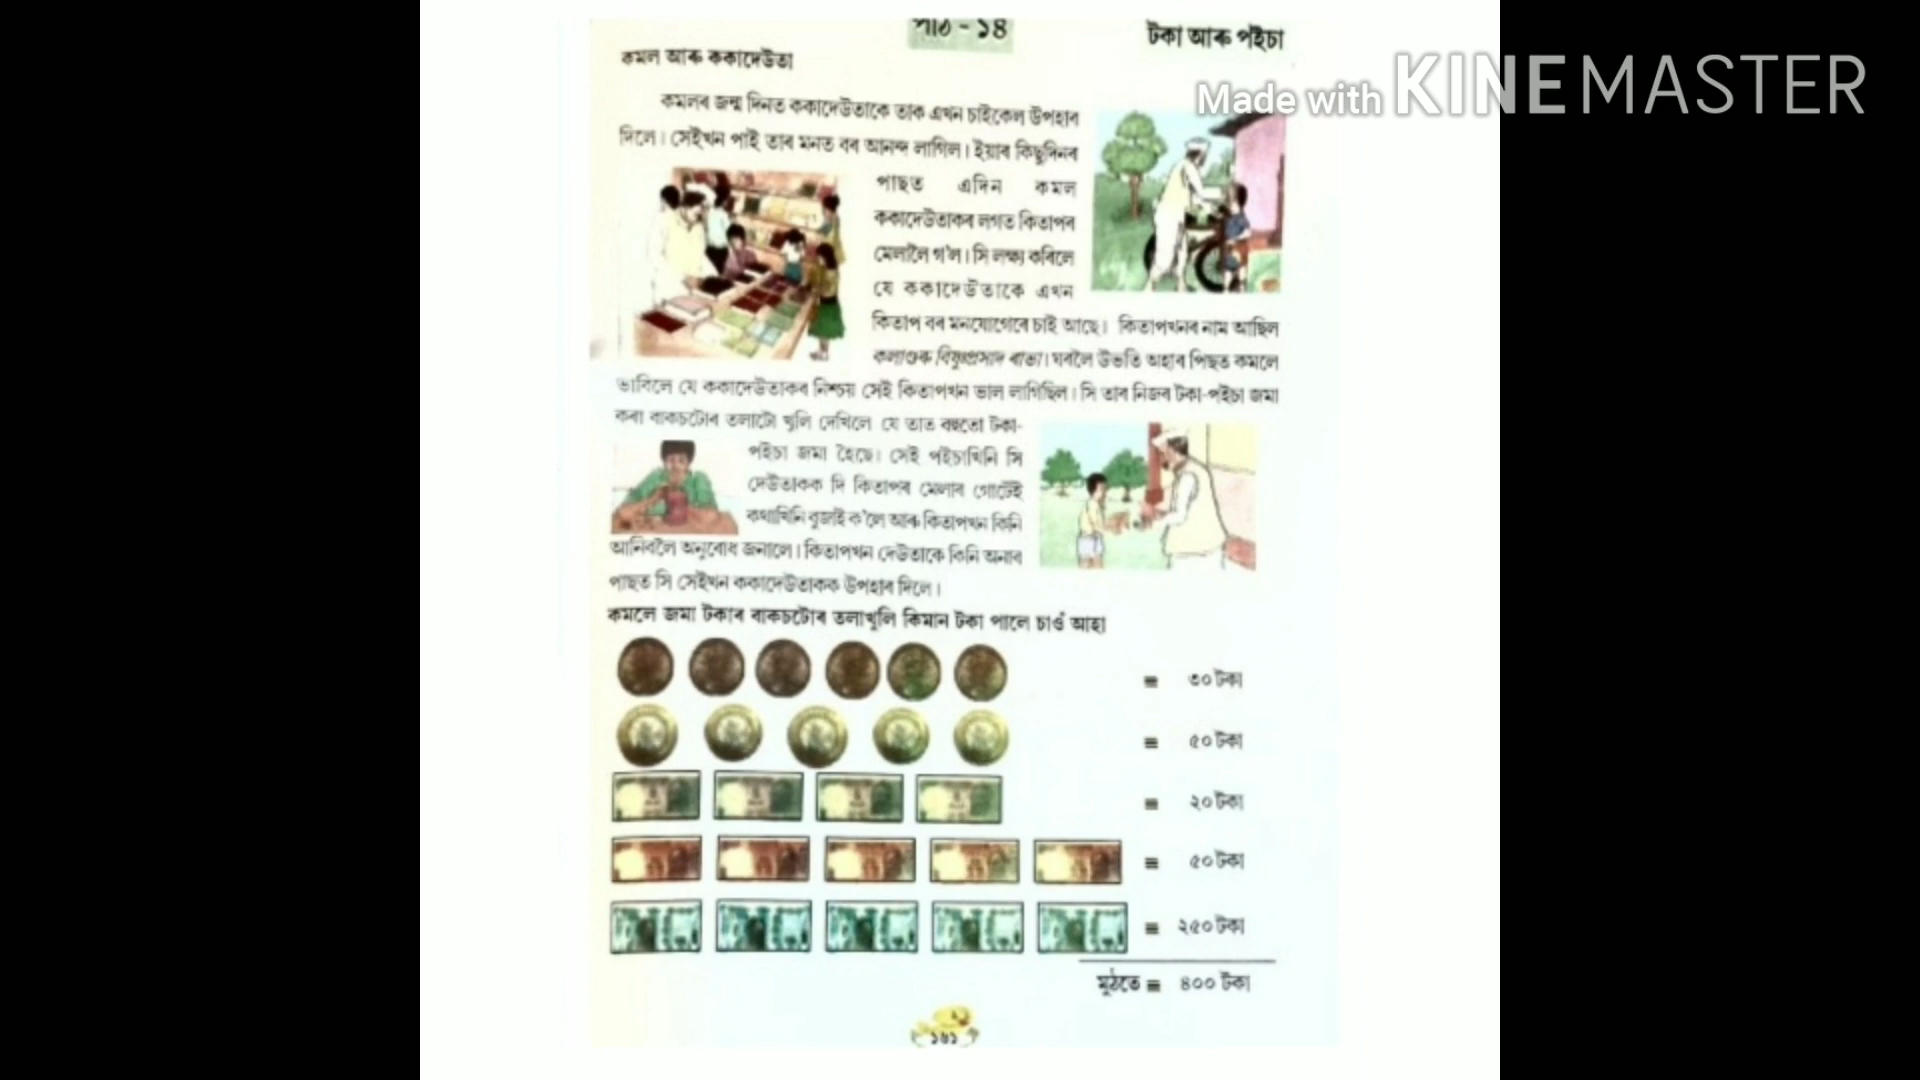 পাঠ - ১৪
টকা আৰু পইচা
Made with KINEMASTER
কমল আৰু ককাদেউতা
কমলৰ জন্ম দিনত ককাদেউতাকে তাক এখন চাইকেল উপহাৰ
দিলে। সেইখন পাই তাৰ মনত বৰ আনন্দ লাগিল। ইয়াৰ কিছুদিনৰ
পাছত এদিন কমল
ককাদেউতাকৰ লগত কিতাপৰ
মেলালৈ গ'ল। সি লক্ষ্য কৰিলে
যে ককাদেউতাকে এখন
কিতাপ বৰ মনযোগেৰে চাই আছে। কিতাপখনৰ নাম আছিল
কলাগুৰু বিষ্ণুপ্ৰসাদ ৰাভা। ঘৰলৈ উভতি অহাৰ পিছত কমলে
ভাবিলে যে ককাদেউতাকৰ নিশ্চয় সেই কিতাপখন ভাল লাগিছিল। সি তাৰ নিজৰ টকা-পইচা জমা
কৰা বাকচটোৰ তলাটো খুলি দেখিলে যে তাত বহুতো টকা-
পইচা জমা হৈছে। সেই পইচাখিনি সি
দেউতাকক দি কিতাপৰ মেলাৰ গোটেই
কথাখিনি বুজাই ক'লে আৰু কিতাপখন কিনি
আনিবলৈ অনুৰোধ জনালে। কিতাপখন দেউতাকে কিনি অনাৰ
পাছত সি সেইখন ককাদেউতাকক উপহাৰ দিলে।
কমলে জমা টকাৰ বাকচটোৰ তলাখুলি কিমান টকা পালে চাওঁ আহা
= ৩০ টকা
= ৫০ টকা
= ২০ টকা
= ৫০ টকা
= ২৫০ টকা
মুঠতে = ৪০০ টকা
১৬১